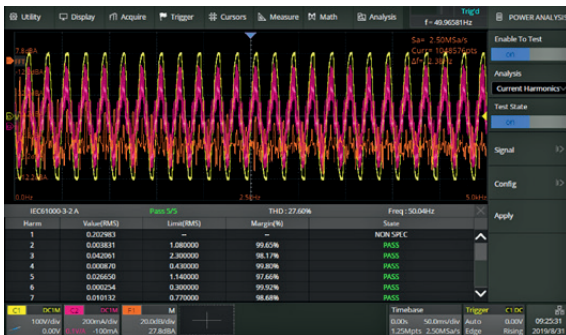 Utility Display Acquire Trigger Cursors Measure Math Analysis Trig'd
f = 49.96581Hz
POWER ANALYSIS
Sa= 2.50MSa/s
Curr= 1048576pts
Enable To Test
on
Analysis
Current Harmonics
Test State
on
Signal
Config
Apply
0.0Hz 5.0kHz
IEC61000-3-2 A Pass 5/5 THD : 27.60% Freq : 50.04Hz
Harm Value(RMS) Limit(RMS) Margin(%) State
1 0.202983 -- -- NON SPEC
2 0.003831 1.080000 99.65% PASS
3 0.042061 2.300000 98.17% PASS
4 0.000870 0.430000 99.80% PASS
5 0.026650 1.140000 97.66% PASS
6 0.000254 0.300000 99.92% PASS
7 0.010132 0.770000 98.68% PASS
C1 DC1M C2 DC1M F1 M Timebase Trigger C1 DC
100V/div 200mA/div 20.0dB/div 0.00s 50.0ms/div Auto 0.00V 09:25:31
0.00V -100mA 27.8dBA 1.25Mpts 2.50MSa/s Edge Rising 2019/8/31